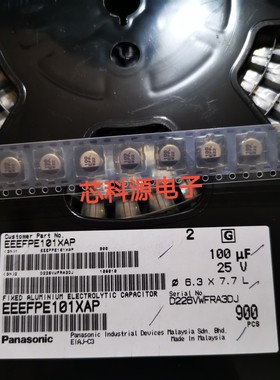 芯科源电子
Customer Part No.
EEEFPE101XAP
2
G
100 µF
25 V
ø 6.3 X 7.7 L
FIXED ALUMINIUM ELECTROLYTIC CAPACITOR
Serial No
D226VWFRA3DJ
EEEFPE101XAP
900
PCS
Panasonic
Panasonic Industrial Devices Malaysia Sdn. Bhd.
EIAJ-C3
Made in Malaysia